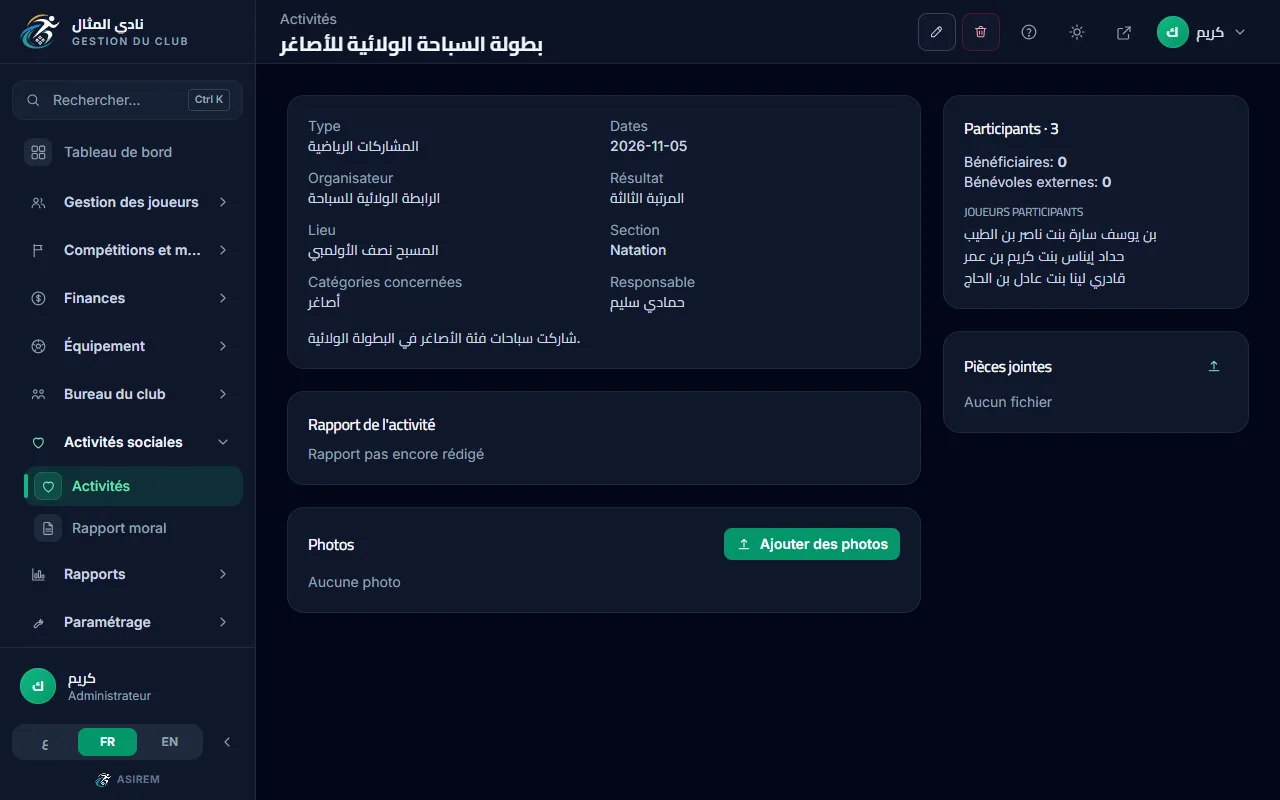 نادي المثال
GESTION DU CLUB
Rechercher...
Ctrl K
Tableau de bord
Gestion des joueurs
Compétitions et m...
Finances
Équipement
Bureau du club
Activités sociales
Activités
Rapport moral
Rapports
Paramétrage
ك
كريم
Administrateur
ع
FR
EN
ASIREM
Activités
بطولة السباحة الولائية للأصاغر
ك
كريم
Type
المشاركات الرياضية
Dates
2026-11-05
Organisateur
الرابطة الولائية للسباحة
Résultat
المرتبة الثالثة
Lieu
المسبح نصف الأولمبي
Section
Natation
Catégories concernées
أصاغر
Responsable
حمادي سليم
شاركت سباحات فئة الأصاغر في البطولة الولائية.
Rapport de l'activité
Rapport pas encore rédigé
Photos
Ajouter des photos
Aucune photo
Participants · 3
Bénéficiaires: 0
Bénévoles externes: 0
JOUEURS PARTICIPANTS
بن يوسف سارة بنت ناصر بن الطيب
حداد إيناس بنت كريم بن عمر
قادري لينا بنت عادل بن الحاج
Pièces jointes
Aucun fichier